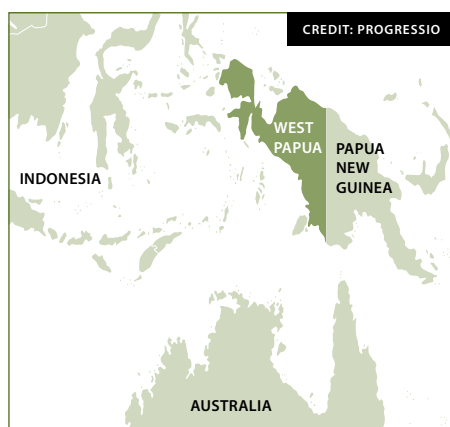 CREDIT: PROGRESSIO
WEST
PAPUA
PAPUA
NEW
GUINEA
INDONESIA
AUSTRALIA